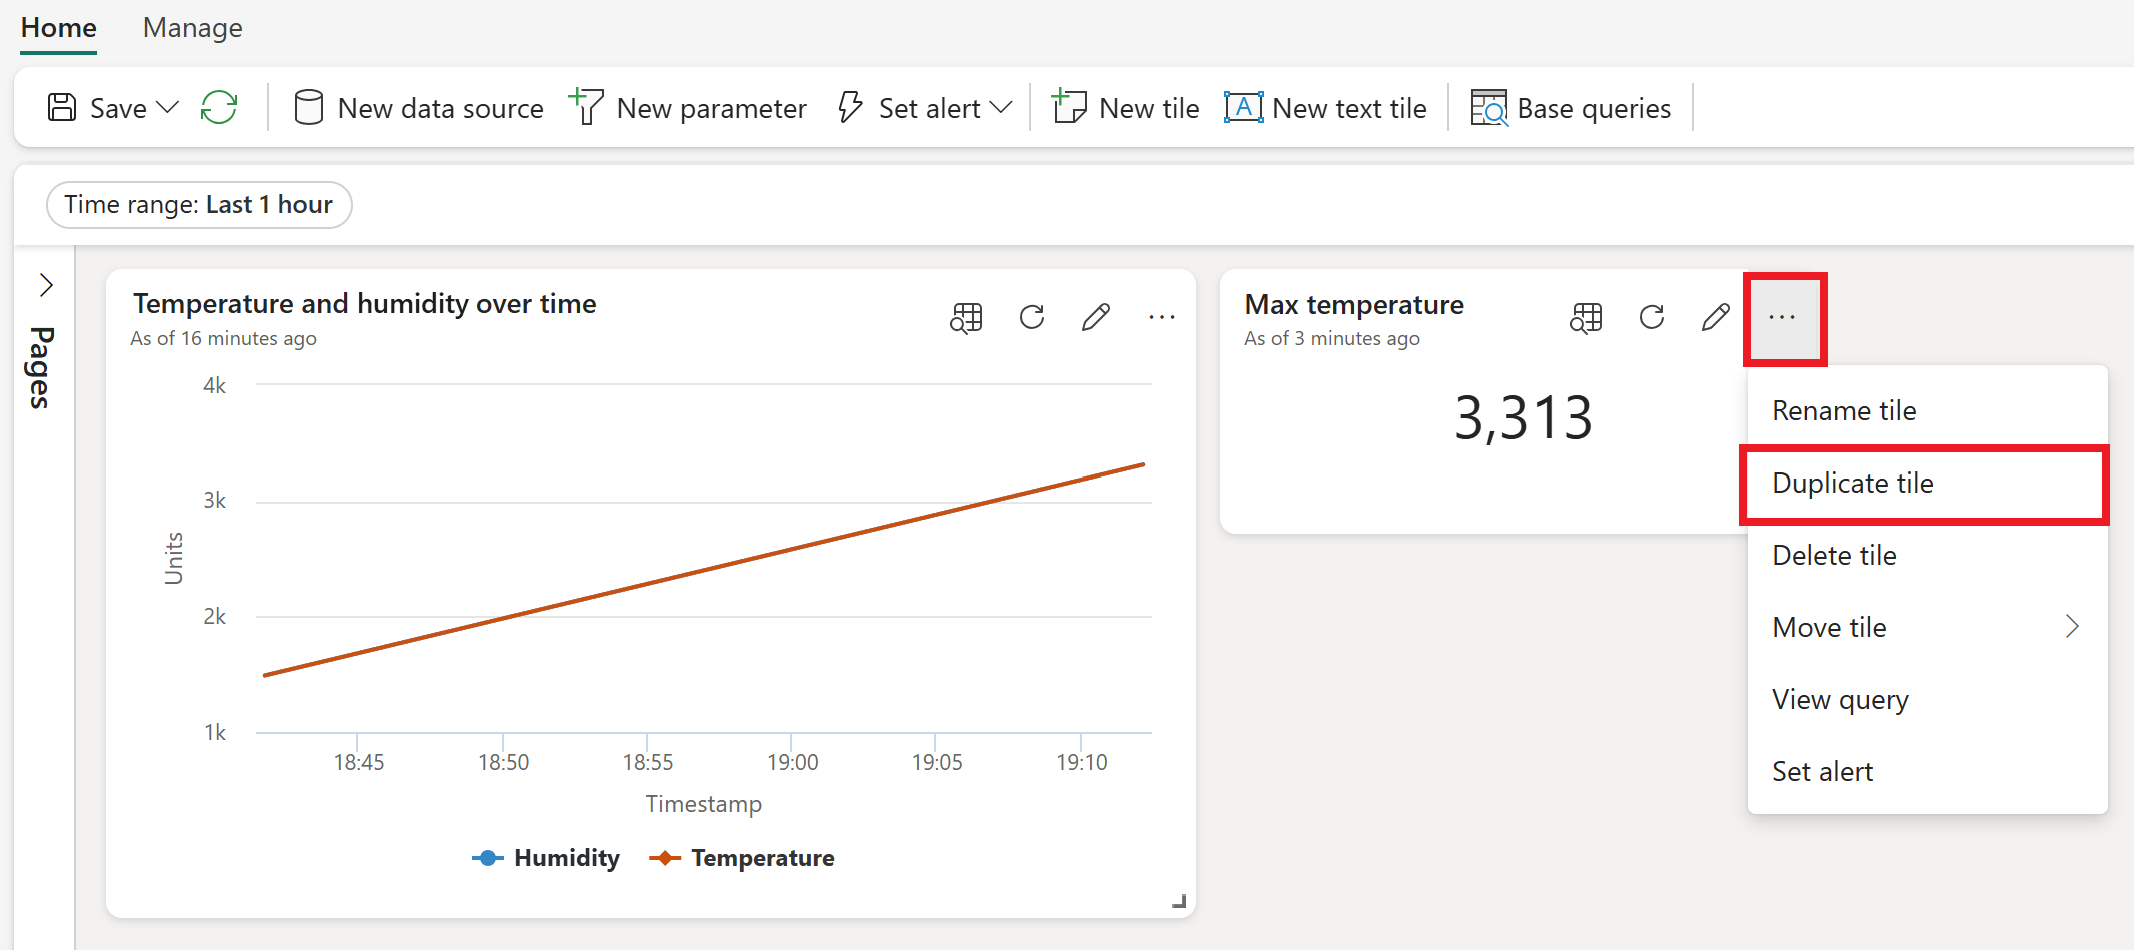 Home Manage
Save New data source New parameter Set alert New tile A New text tile Base queries
Time range: Last 1 hour
Pages
Temperature and humidity over time
As of 16 minutes ago
4k
3k
2k
1k
Units
18:45 18:50 18:55 19:00 19:05 19:10
Timestamp
Humidity Temperature
Max temperature
As of 3 minutes ago
3,313
Rename tile
Duplicate tile
Delete tile
Move tile
View query
Set alert